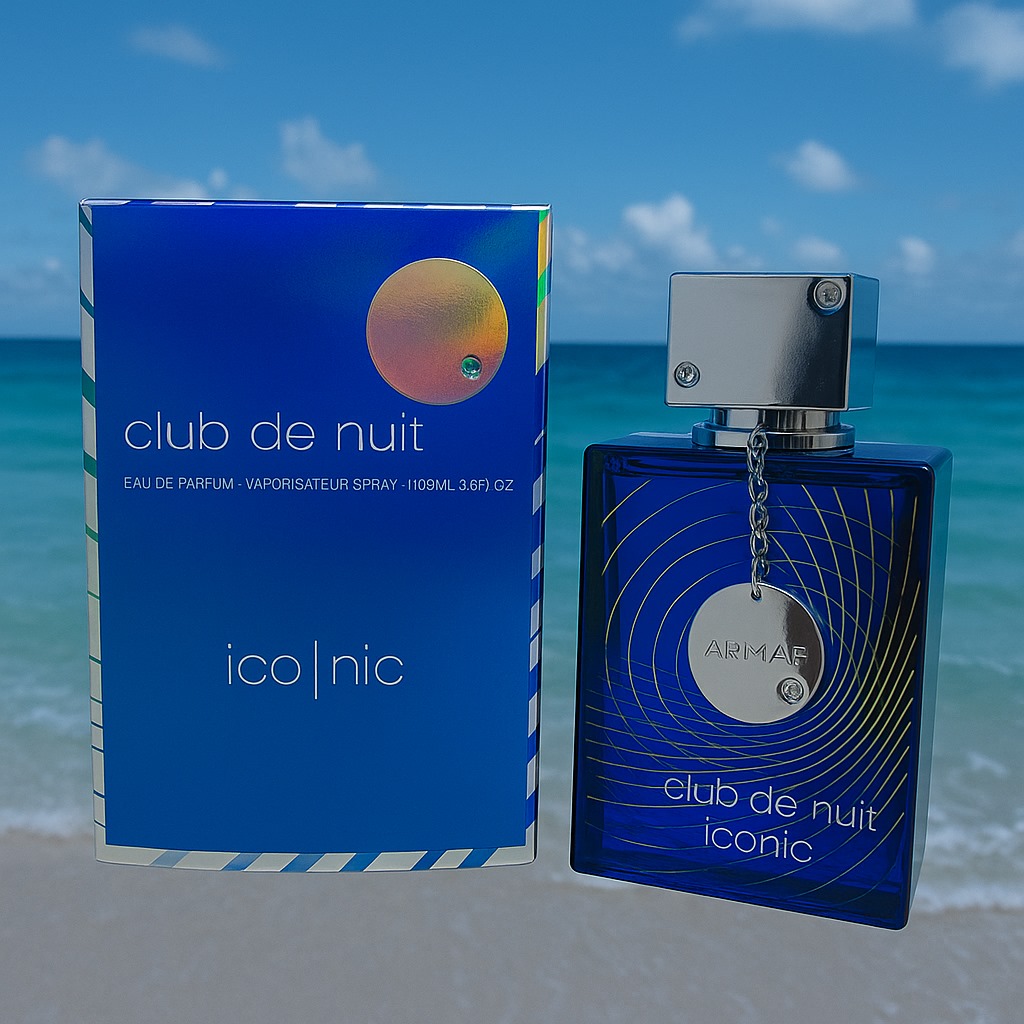 club de nuit
EAU DE PARFUM - VAPORISATEUR SPRAY - I109ML 3.6F) OZ
ico|nic
ARMAF
club de nuit
iconic